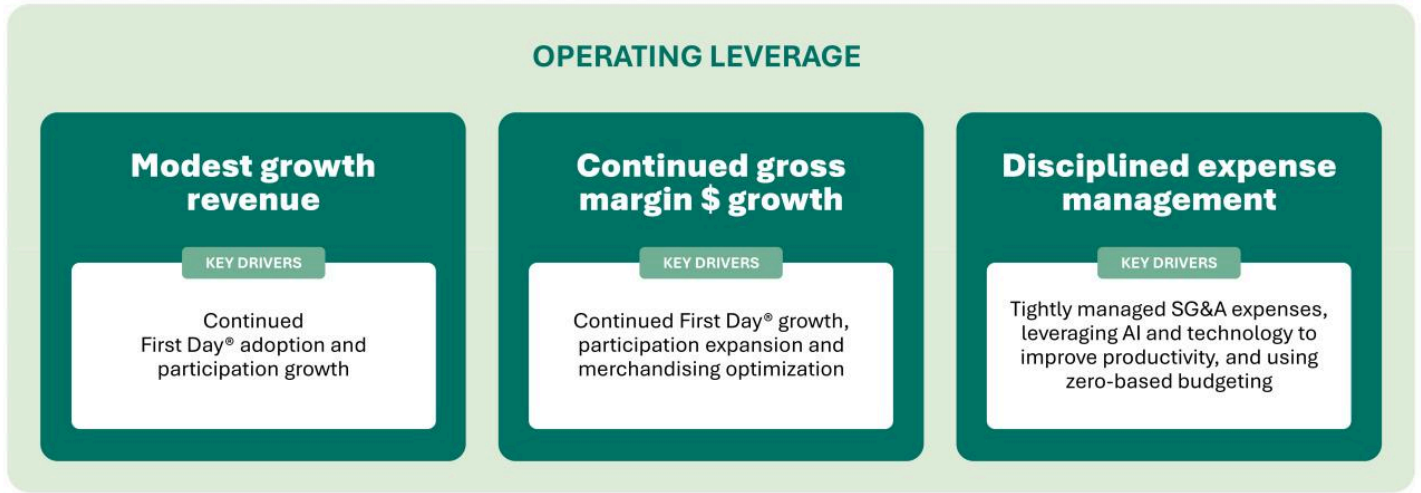 OPERATING LEVERAGE
Modest growth
revenue
KEY DRIVERS
Continued
First Day® adoption and
participation growth
Continued gross
margin $ growth
KEY DRIVERS
Continued First Day® growth,
participation expansion and
merchandising optimization
Disciplined expense
management
KEY DRIVERS
Tightly managed SG&A expenses,
leveraging AI and technology to
improve productivity, and using
zero-based budgeting